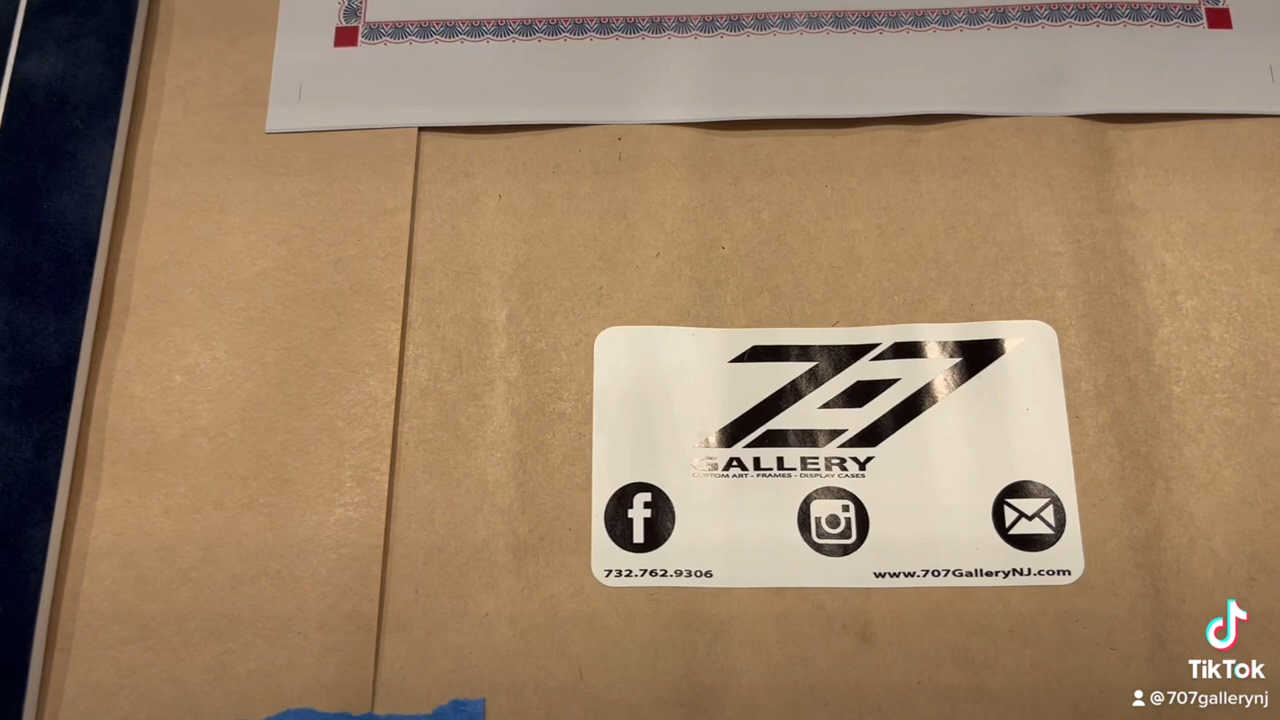 707
GALLERY
CUSTOM ART - FRAMES - DISPLAY CASES
732.762.9306
www.707GalleryNJ.com
TikTok
@707gallerynj